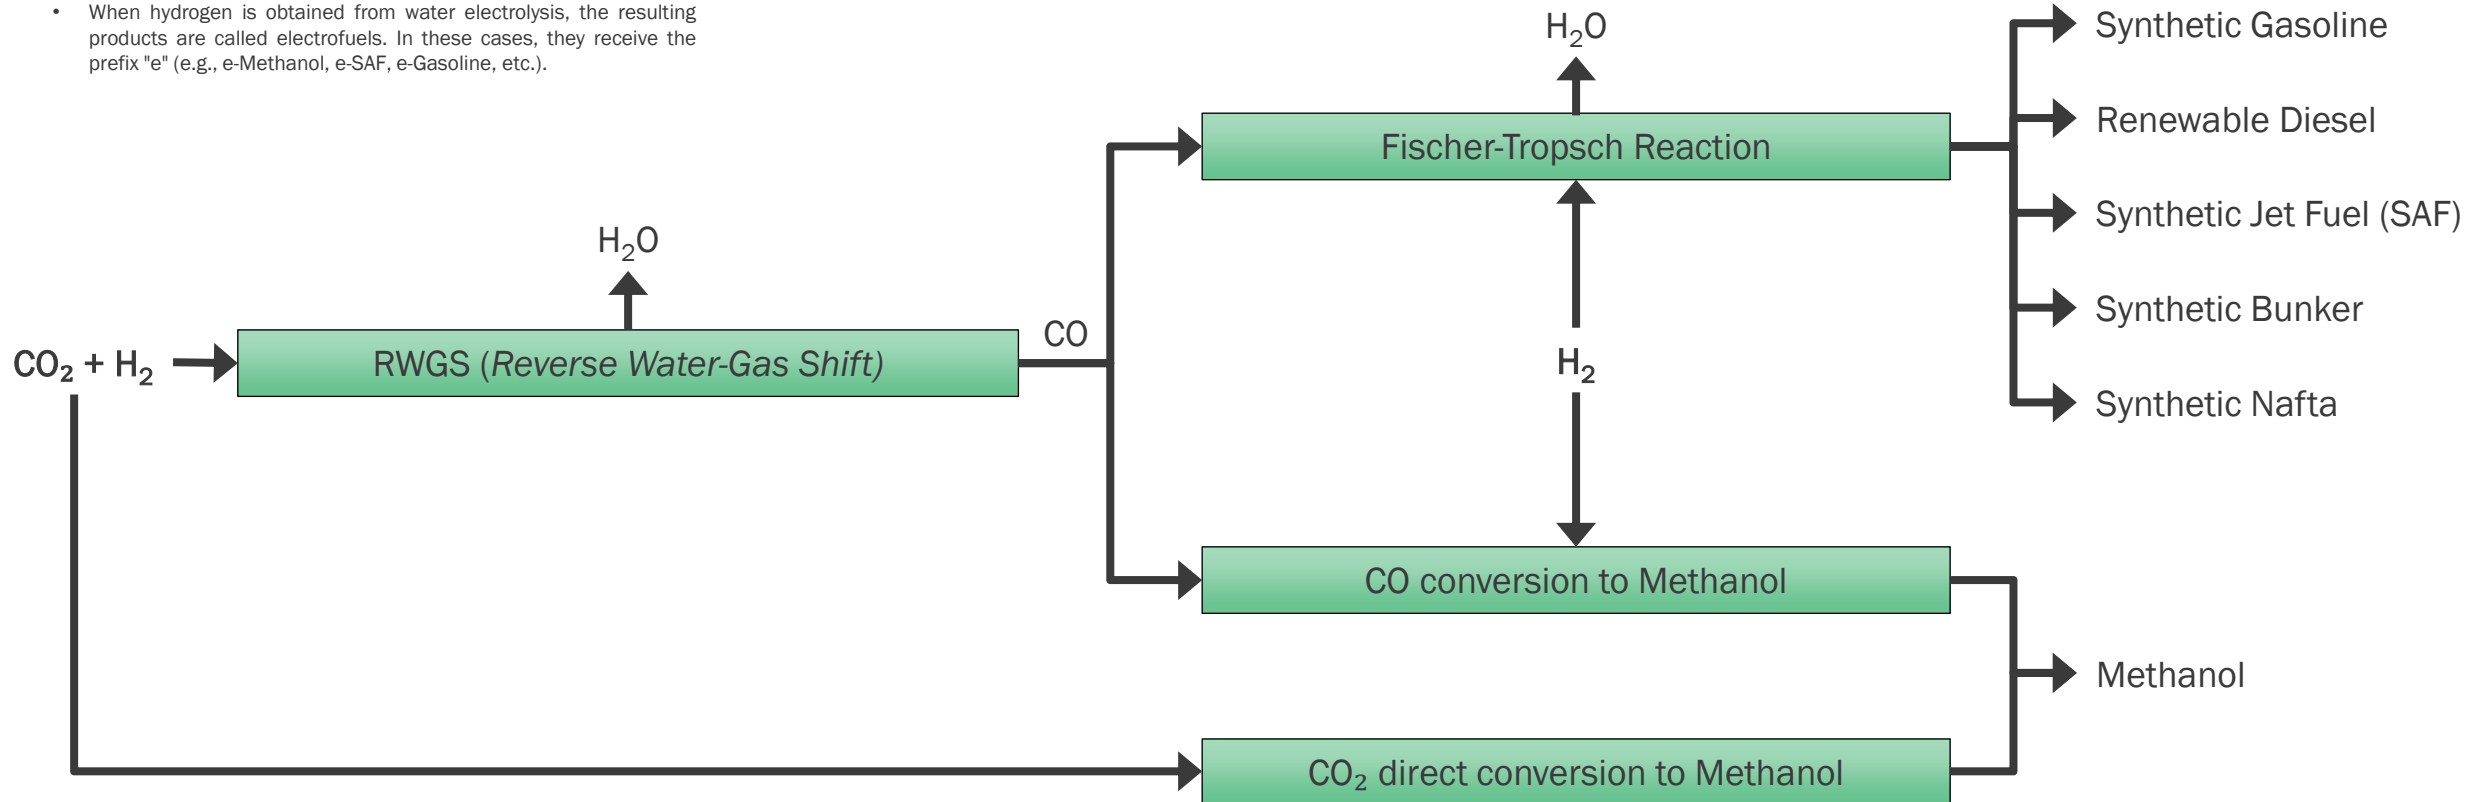 • When hydrogen is obtained from water electrolysis, the resulting
products are called electrofuels. In these cases, they receive the
prefix "e" (e.g., e-Methanol, e-SAF, e-Gasoline, etc.).
H₂O
Synthetic Gasoline
Fischer-Tropsch Reaction
Renewable Diesel
Synthetic Jet Fuel (SAF)
H₂O
Synthetic Bunker
CO
CO₂ + H₂
RWGS (Reverse Water-Gas Shift)
H₂
Synthetic Nafta
CO conversion to Methanol
Methanol
CO₂ direct conversion to Methanol